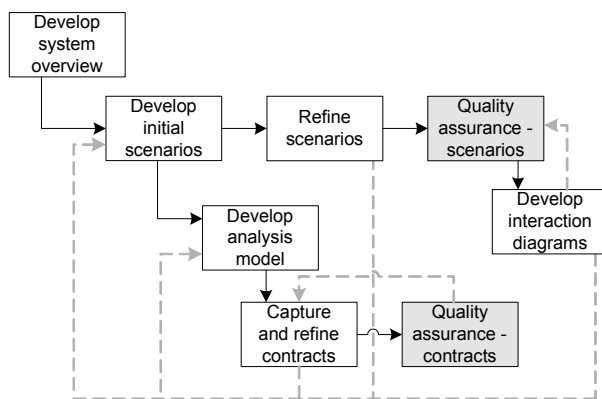 Develop
system
overview
Develop
initial
scenarios
Refine
scenarios
Quality
assurance -
scenarios
Develop
analysis
model
Develop
interaction
diagrams
Capture
and refine
contracts
Quality
assurance -
contracts